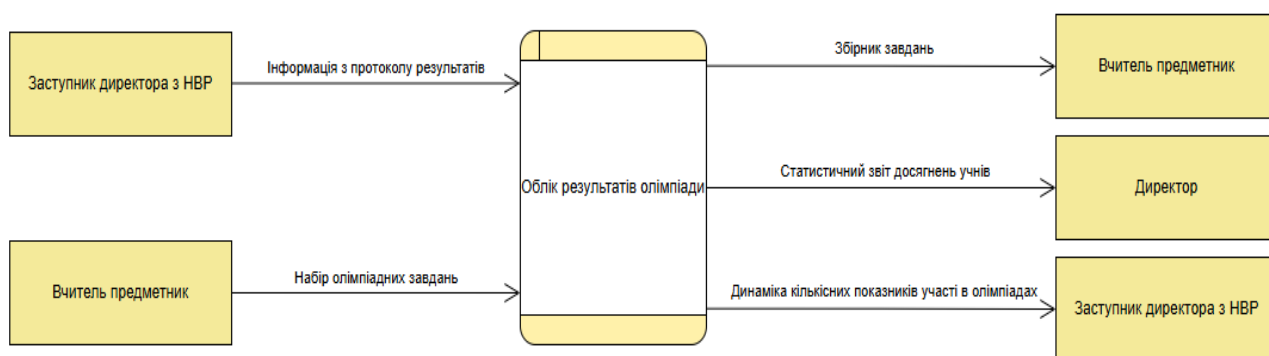 Заступник директора з НВР
Інформація з протоколу результатів
Вчитель предметник
Набір олімпіадних завдань
Облік результатів олімпіади
Збірник завдань
Вчитель предметник
Статистичний звіт досягнень учнів
Директор
Динаміка кількісних показників участі в олімпіадах
Заступник директора з НВР